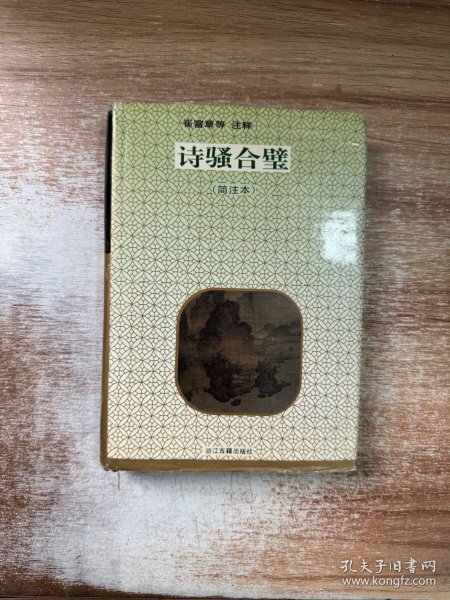 崔富章等 注释
诗骚合璧
（简注本）
浙江古籍出版社
孔夫子旧书网
www.kongfz.com